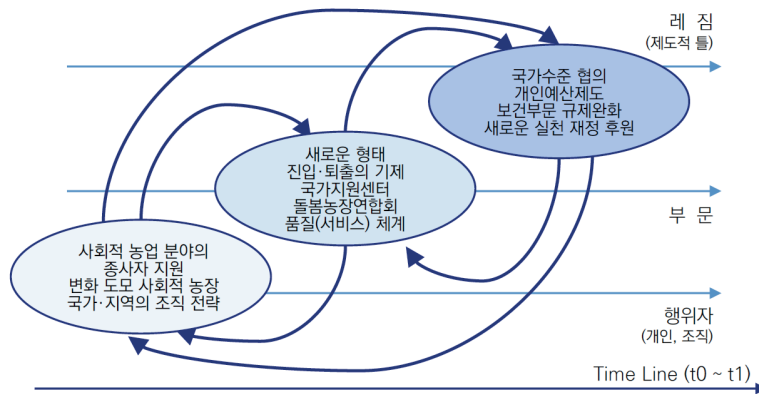 레 짐
(제도적 틀)
국가수준 협의
개인예산제도
보건부문 규제완화
새로운 실천 재정 후원
새로운 형태
진입·퇴출의 기제
국가지원센터
돌봄농장연합회
품질(서비스) 체계
부 문
사회적 농업 분야의
종사자 지원
변화 도모 사회적 농장
국가·지역의 조직 전략
행위자
(개인, 조직)
Time Line (t0 ~ t1)